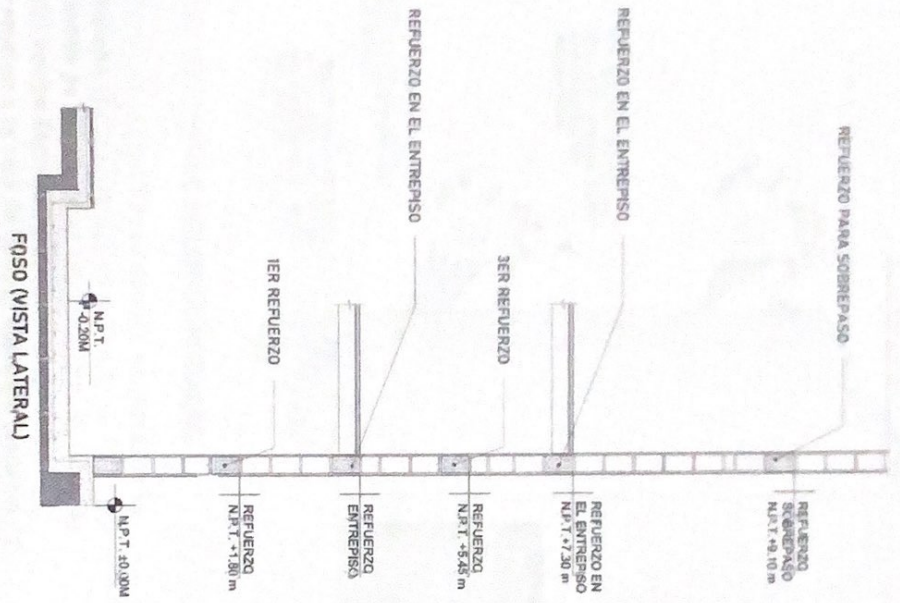 REFUERZO PARA SOBREPASO
REFUERZO
SOBREPASO
N.P.T. +9.10 m
REFUERZO EN EL ENTREPISO
REFUERZO EN
EL ENTREPISO
N.P.T. +7.30 m
3ER REFUERZO
REFUERZO
N.P.T. +5.45 m
REFUERZO EN EL ENTREPISO
REFUERZO
ENTREPISO
1ER REFUERZO
REFUERZO
N.P.T. +1.80 m
N.P.T.
-0.20M
N.P.T. ±0.00M
FOSO (VISTA LATERAL)